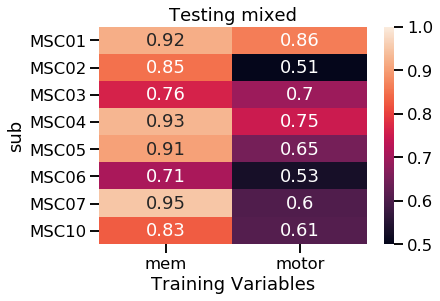 Testing mixed
sub
MSC01 0.92 0.86
MSC02 0.85 0.51
MSC03 0.76 0.7
MSC04 0.93 0.75
MSC05 0.91 0.65
MSC06 0.71 0.53
MSC07 0.95 0.6
MSC10 0.83 0.61
mem motor
Training Variables
1.0
0.9
0.8
0.7
0.6
0.5